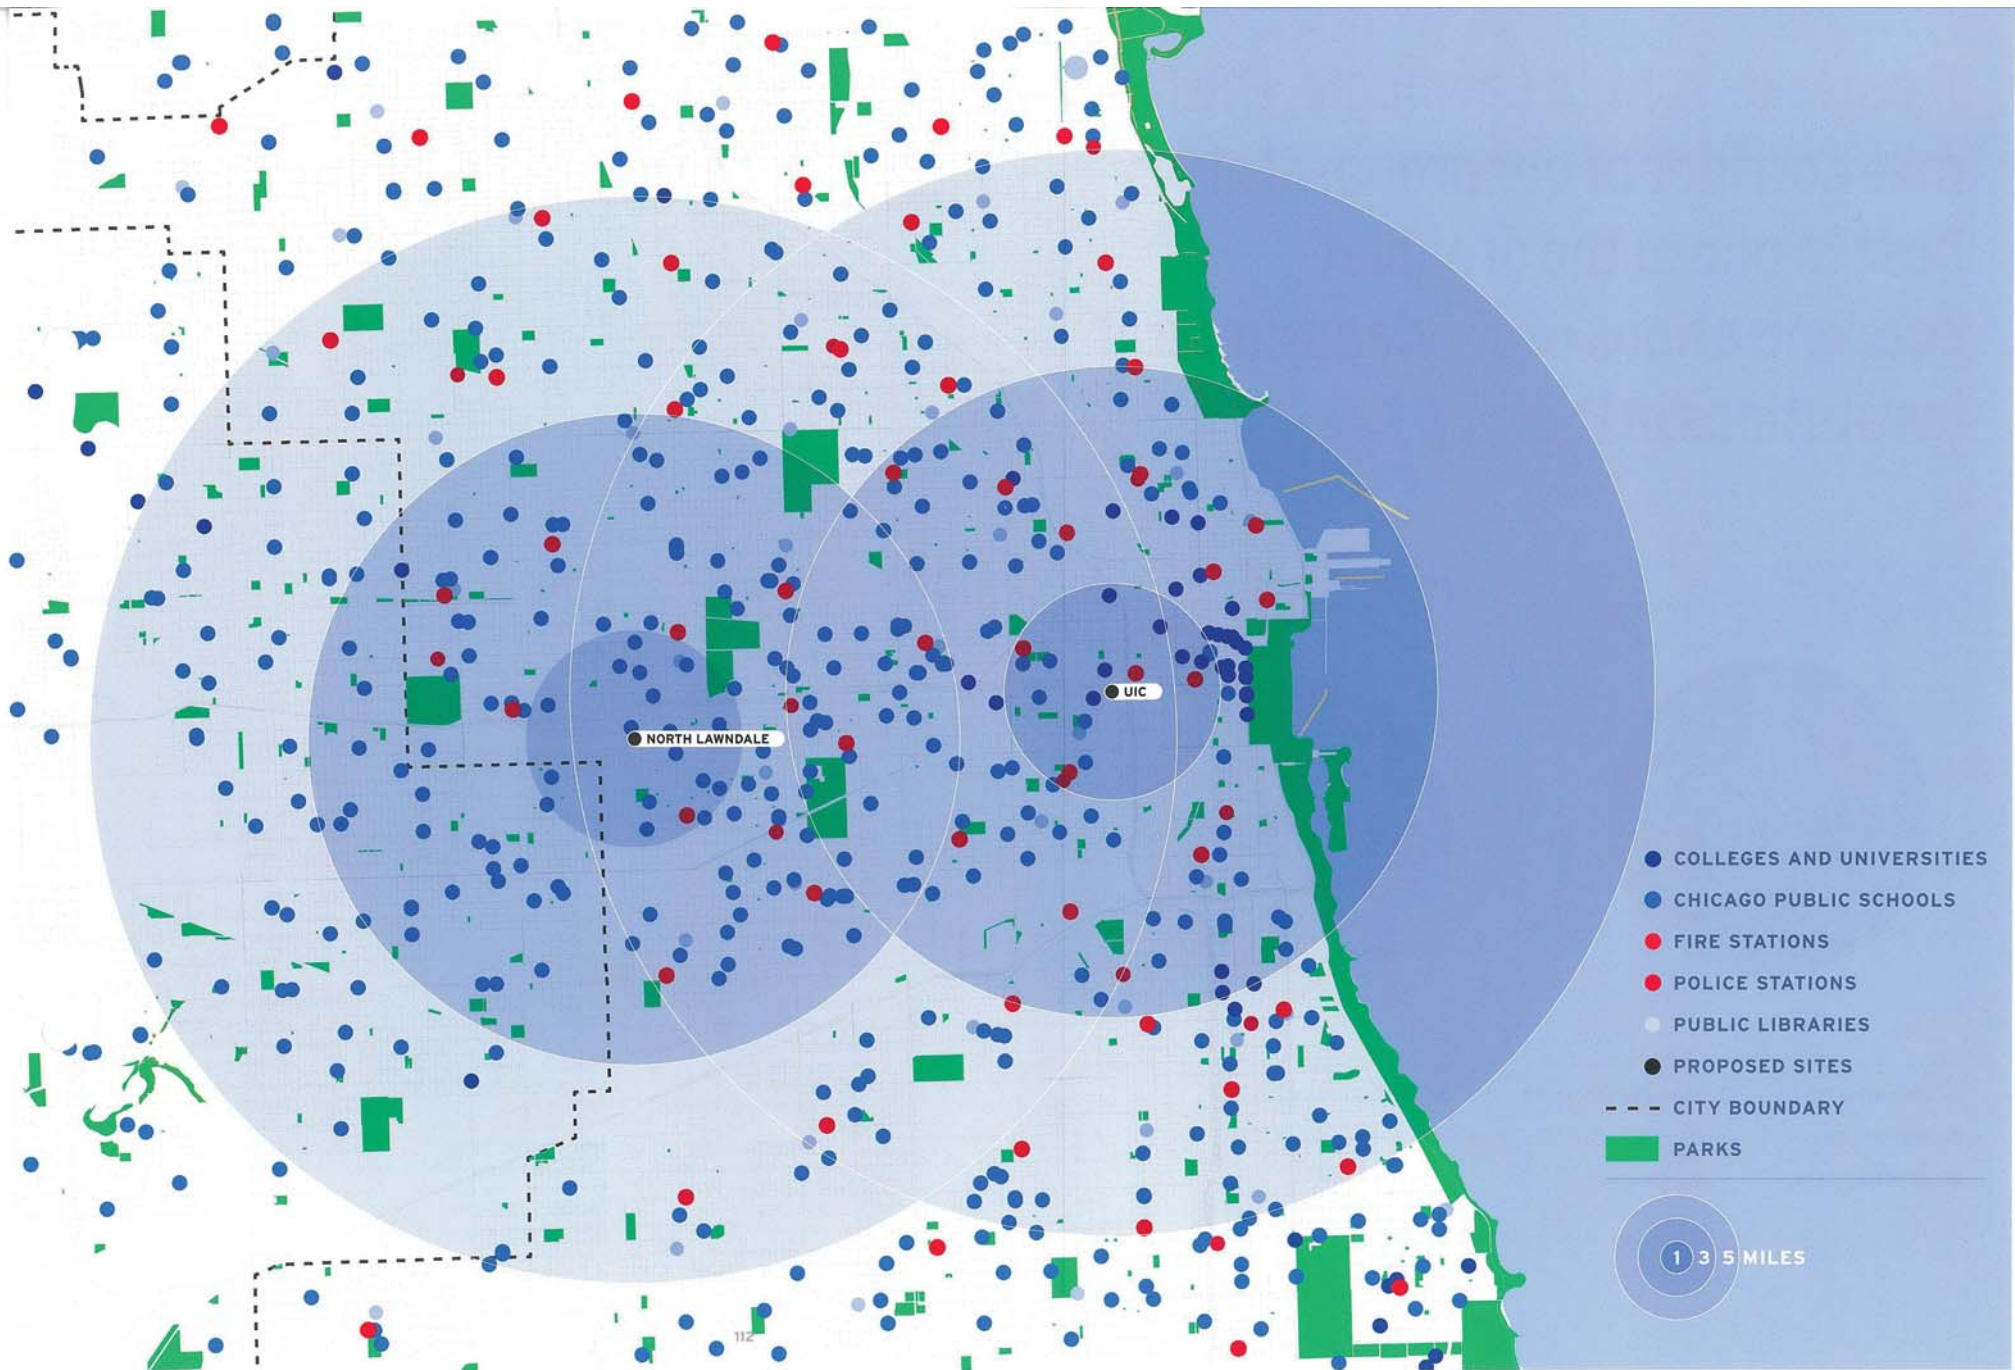 NORTH LAWNDALE
UIC
COLLEGES AND UNIVERSITIES
CHICAGO PUBLIC SCHOOLS
FIRE STATIONS
POLICE STATIONS
PUBLIC LIBRARIES
PROPOSED SITES
CITY BOUNDARY
PARKS
1 3 5 MILES
112